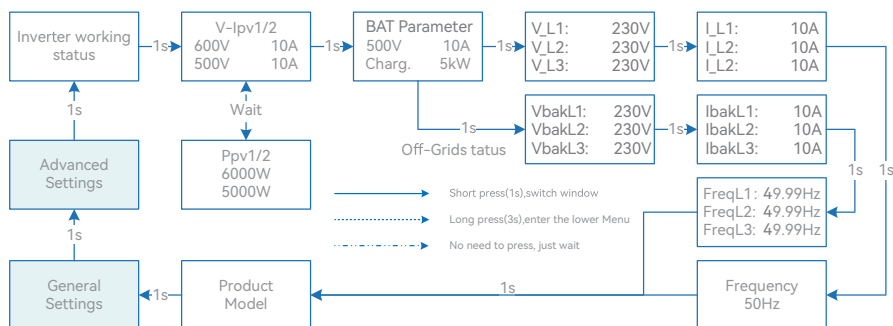 Inverter working
status
1s
V-Ipv1/2
600V 10A
500V 10A
1s
BAT Parameter
500V 10A
Charg. 5kW
1s
V_L1: 230V
V_L2: 230V
V_L3: 230V
1s
I_L1: 10A
I_L2: 10A
I_L2: 10A
1s
Wait
1s
Off-Grids tatus
VbakL1: 230V
VbakL2: 230V
VbakL3: 230V
1s
IbakL1: 10A
IbakL2: 10A
IbakL3: 10A
Advanced
Settings
Ppv1/2
6000W
5000W
1s
1s
Short press(1s),switch window
Long press(3s),enter the lower Menu
No need to press, just wait
FreqL1: 49.99Hz
FreqL2: 49.99Hz
FreqL3: 49.99Hz
1s
General
Settings
1s
Product
Model
1s
Frequency
50Hz